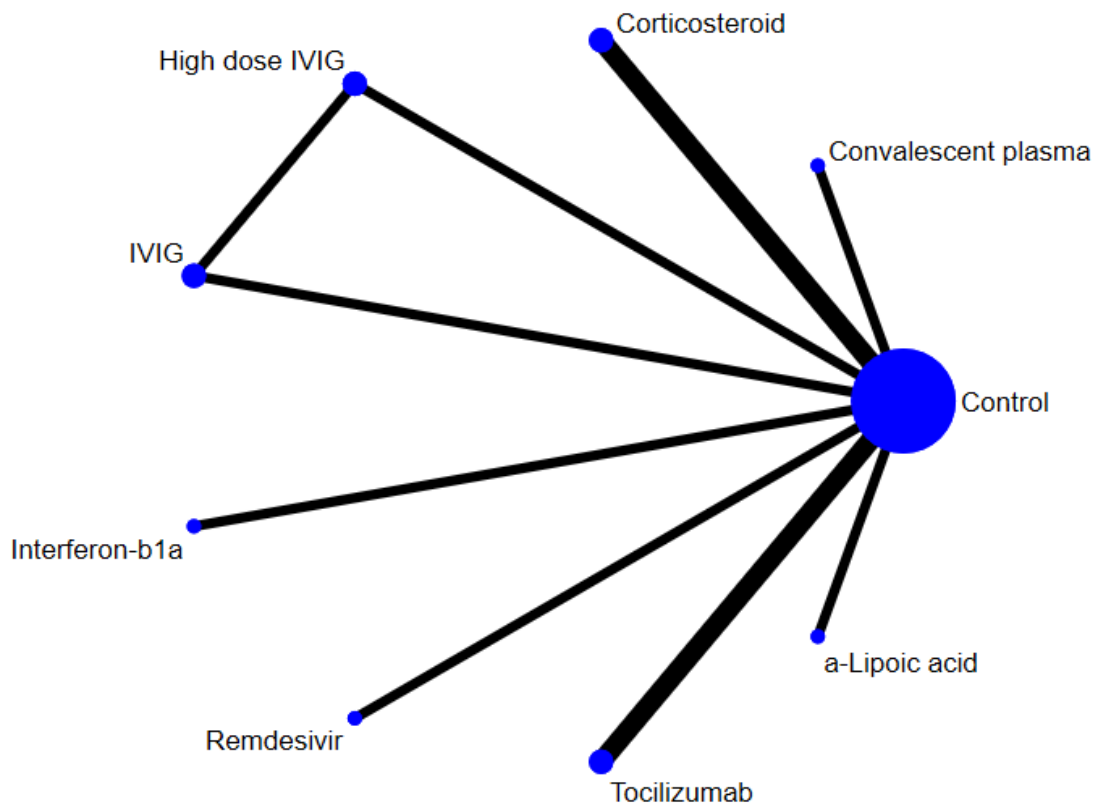 Corticosteroid
High dose IVIG
Convalescent plasma
IVIG
Control
Interferon-b1a
a-Lipoic acid
Remdesivir
Tocilizumab